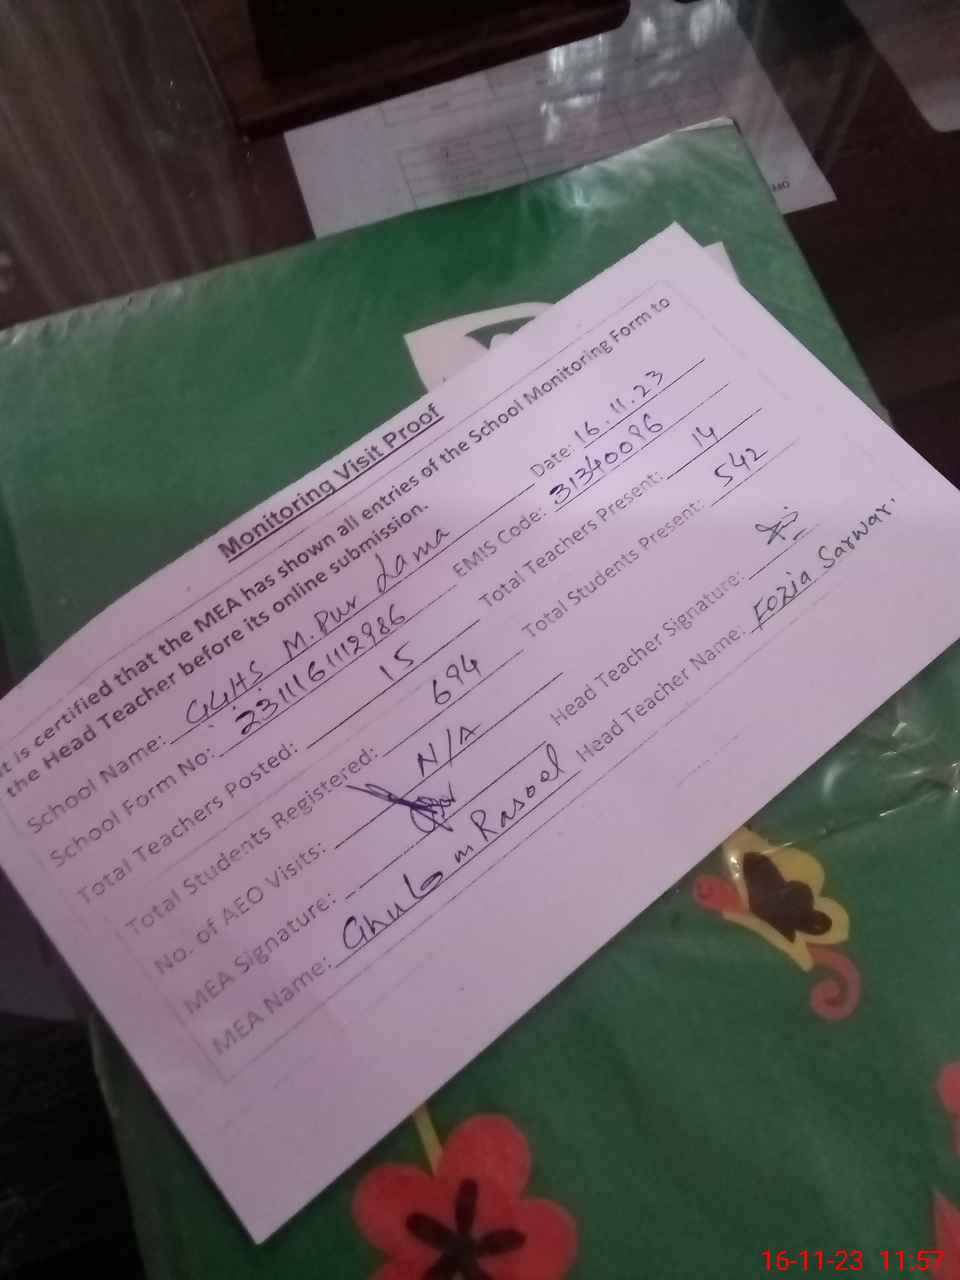 Monitoring Visit Proof
It is certified that the MEA has shown all entries of the School Monitoring Form to
the Head Teacher before its online submission.
School Name: GGHS M.Pur Lama Date: 16.11.23
School Form No: 2311161112986 EMIS Code: 31340086
Total Teachers Posted: 15 Total Teachers Present: 14
Total Students Registered: 694 Total Students Present: 542
No. of AEO Visits: N/A
MEA Signature: Head Teacher Signature:
MEA Name: Ghulam Rasool Head Teacher Name: Fozia Sarwar
16-11-23 11:57